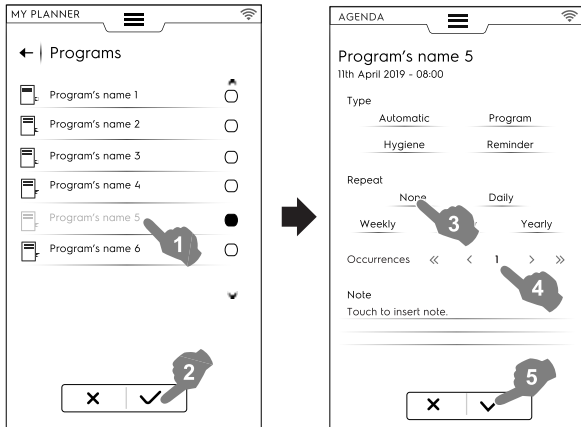 MY PLANNER
Programs
Program's name 1
Program's name 2
Program's name 3
Program's name 4
Program's name 5
Program's name 6
1
2
AGENDA
Program's name 5
11th April 2019 - 08:00
Type
Automatic Program
Hygiene Reminder
Repeat
None Daily
Weekly Yearly
3
Occurrences « < 1 > »
4
Note
Touch to insert note.
5